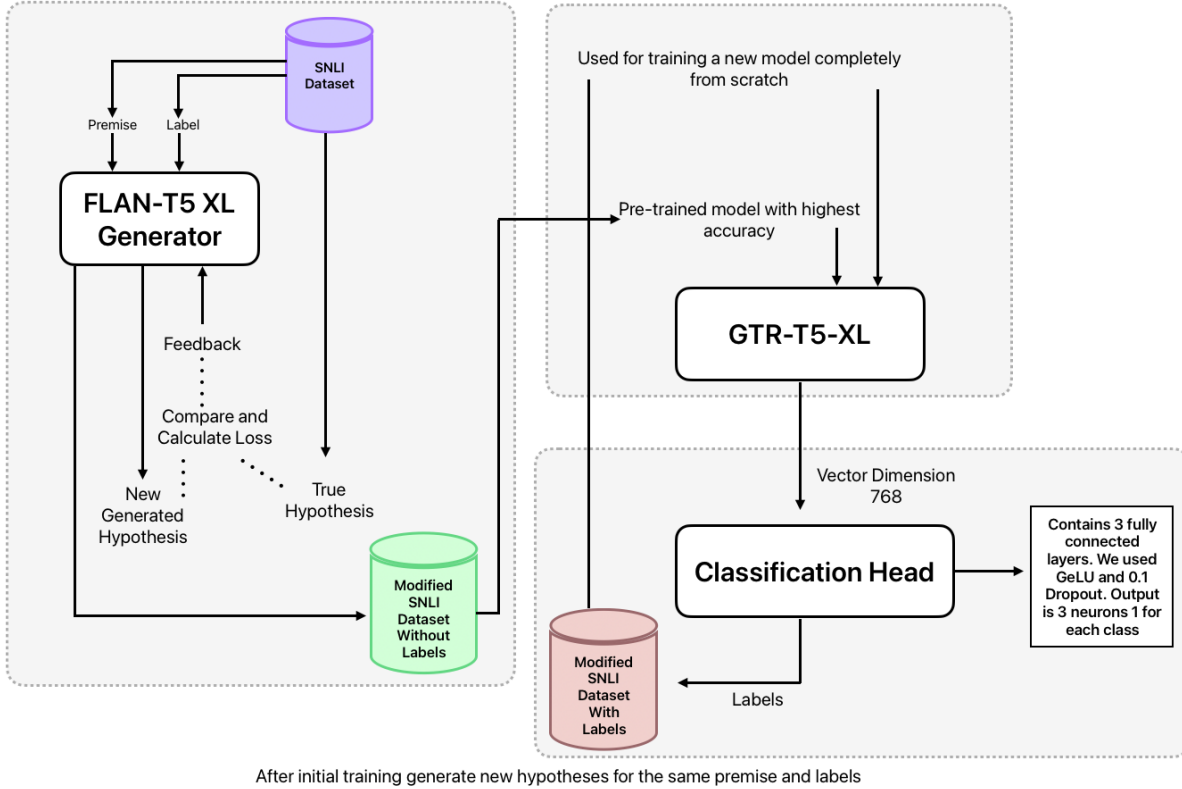 SNLI
Dataset
Premise
Label
FLAN-T5 XL
Generator
Feedback
Compare and
Calculate Loss
New
Generated
Hypothesis
True
Hypothesis
Modified
SNLI
Dataset
Without
Labels
Used for training a new model completely
from scratch
Pre-trained model with highest
accuracy
GTR-T5-XL
Vector Dimension
768
Classification Head
Contains 3 fully
connected
layers. We used
GeLU and 0.1
Dropout. Output
is 3 neurons 1 for
each class
Labels
Modified
SNLI
Dataset
With
Labels
After initial training generate new hypotheses for the same premise and labels